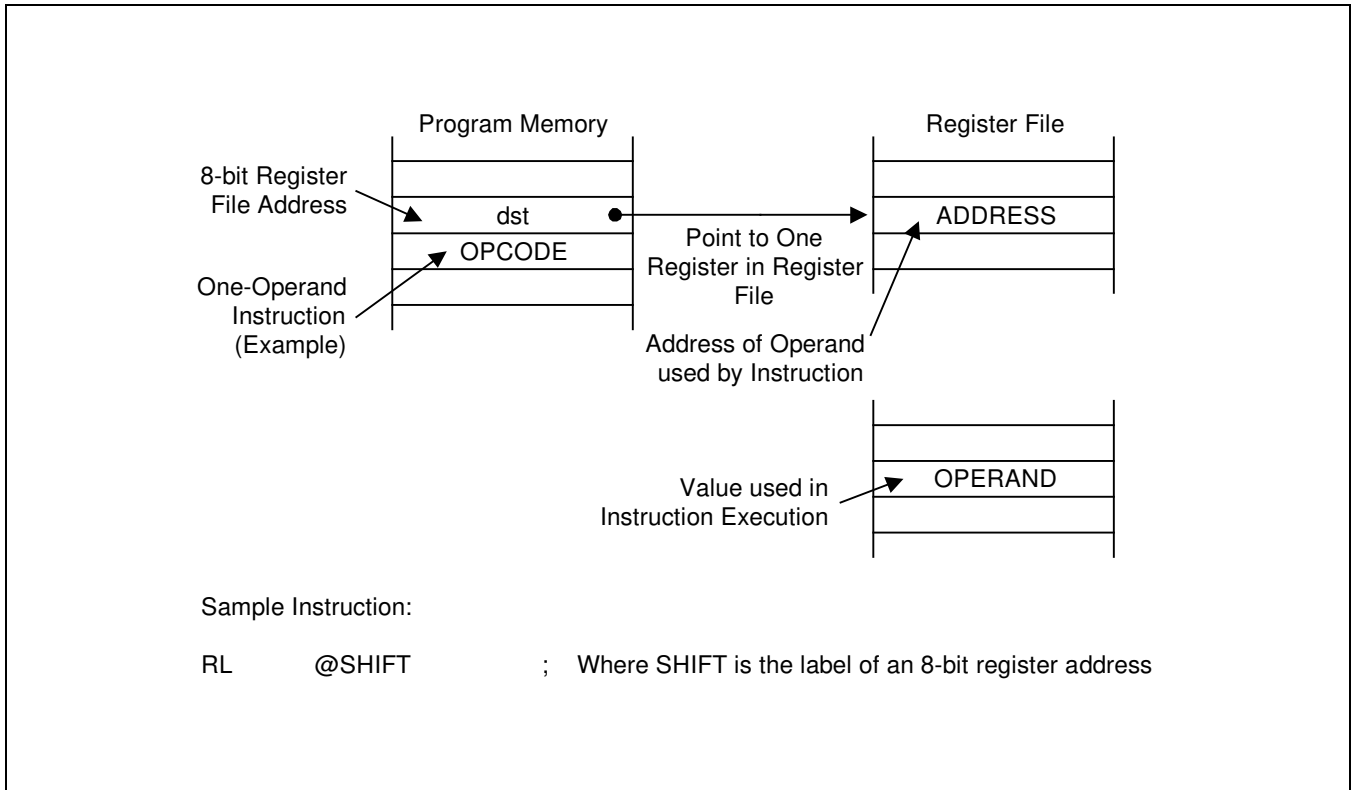 Program Memory
Register File
8-bit Register
File Address
dst
ADDRESS
OPCODE
Point to One
Register in Register
File
One-Operand
Instruction
(Example)
Address of Operand
used by Instruction
OPERAND
Value used in
Instruction Execution
Sample Instruction:
RL @SHIFT ; Where SHIFT is the label of an 8-bit register address